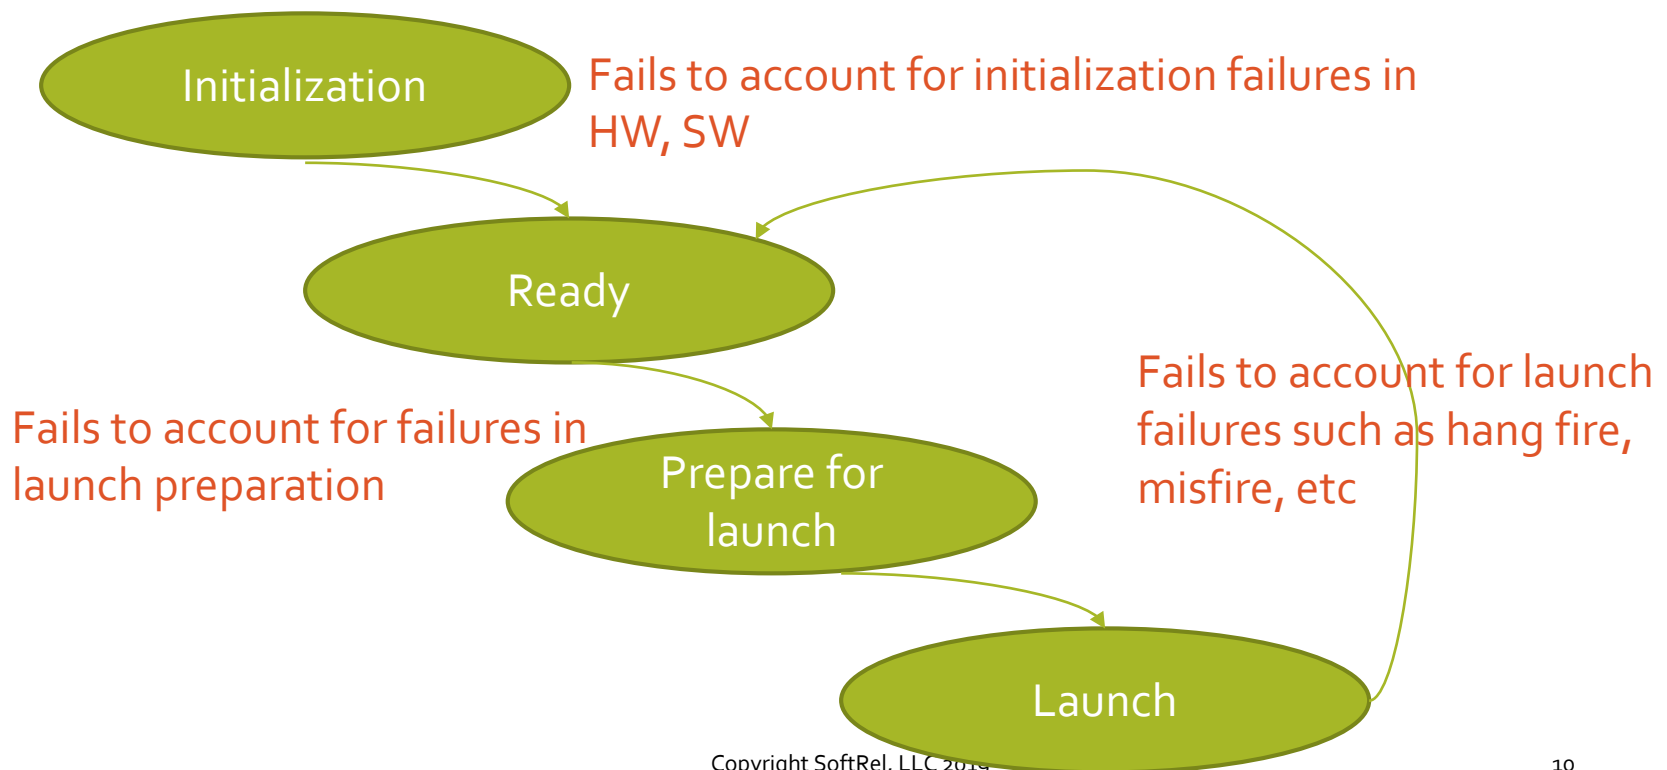 Initialization
Fails to account for initialization failures in
HW, SW
Ready
Fails to account for launch
failures such as hang fire,
misfire, etc
Fails to account for failures in
launch preparation
Prepare for
launch
Launch
Copyright SoftRel, LLC 2019
10